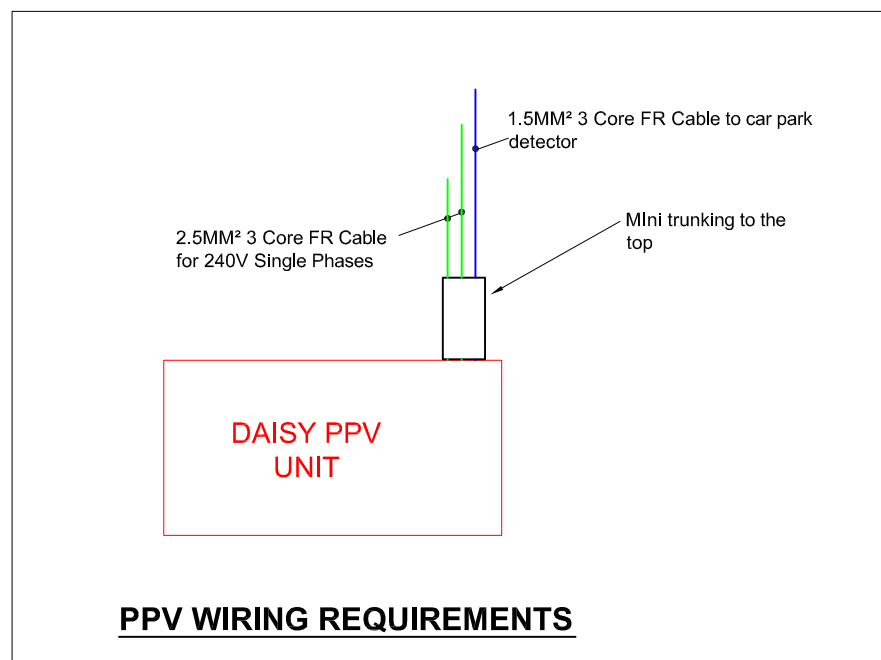 1.5MM² 3 Core FR Cable to car park
detector
2.5MM² 3 Core FR Cable
for 240V Single Phases
MIni trunking to the
top
DAISY PPV
UNIT
PPV WIRING REQUIREMENTS